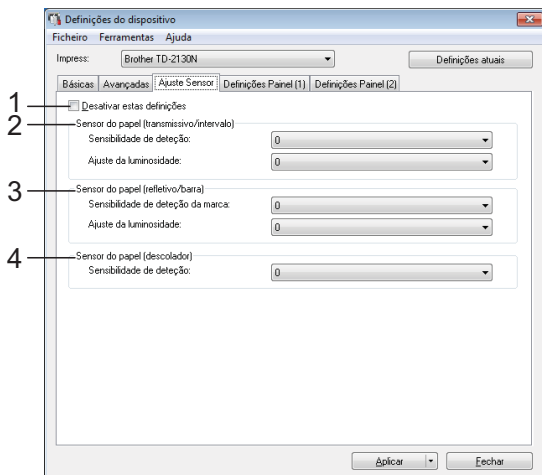 Definições do dispositivo
Ficheiro Ferramentas Ajuda
Impress: Brother TD-2130N Definições atuais
Básicas Avançadas Ajuste Sensor Definições Painel (1) Definições Painel (2)
1 Desativar estas definições
2 Sensor do papel (transmissivo/intervalo)
Sensibilidade de deteção: 0
Ajuste da luminosidade: 0
3 Sensor do papel (refletivo/barra)
Sensibilidade de deteção da marca: 0
Ajuste da luminosidade: 0
4 Sensor do papel (descolador)
Sensibilidade de deteção: 0
Aplicar Fechar